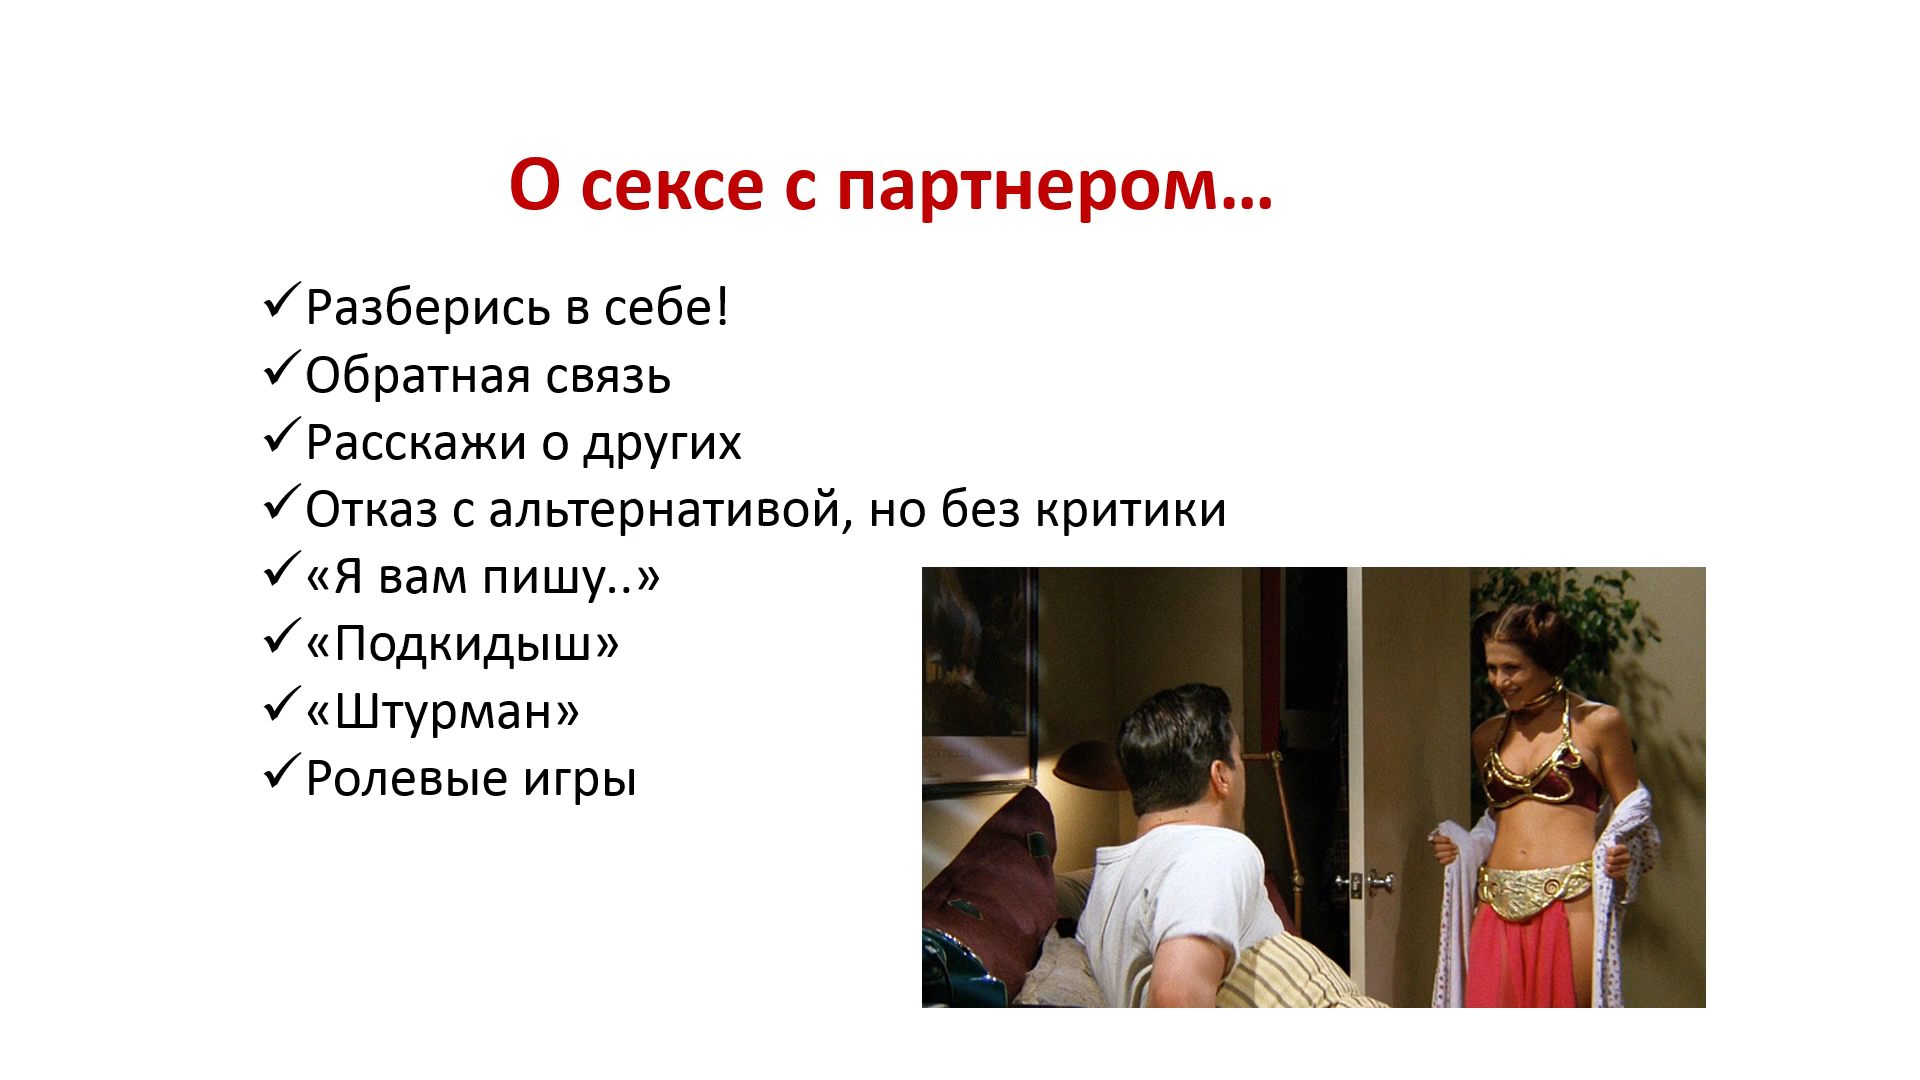 О сексе с партнером…
Разберись в себе!
Обратная связь
Расскажи о других
Отказ с альтернативой, но без критики
«Я вам пишу..»
«Подкидыш»
«Штурман»
Ролевые игры